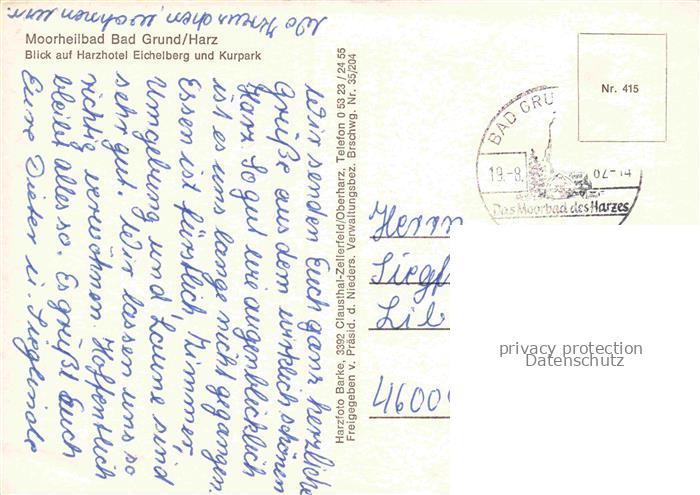 Wo Kreuzchen, wohnen wir.
Moorheilbad Bad Grund/Harz
Blick auf Harzhotel Eichelberg und Kurpark
Wir senden Euch ganz herzliche
Grüße aus dem wirklich schönen
Harz. So gut wie augenblicklich
ist es uns lange nicht gegangen.
Essen ist fürstlich, Zimmer,
Umgebung und Laune sind
sehr gut. Wir lassen uns so
richtig verwöhnen. Hoffentlich
bleibt alles so. Es grüßt Euch
Eure Dieter u. Sieglinde
Harzfoto Barke, 3392 Clausthal-Zellerfeld/Oberharz, Telefon 0 53 23 / 24 55
Freigegeben v. Präsid. d. Nieders. Verwaltungsbez. Brschwg. Nr. 35/204
Nr. 415
BAD GRU
19.-8.
82-14
Das Moorbad des Harzes
Herrn
Siegf
Lil
4600
privacy protection
Datenschutz